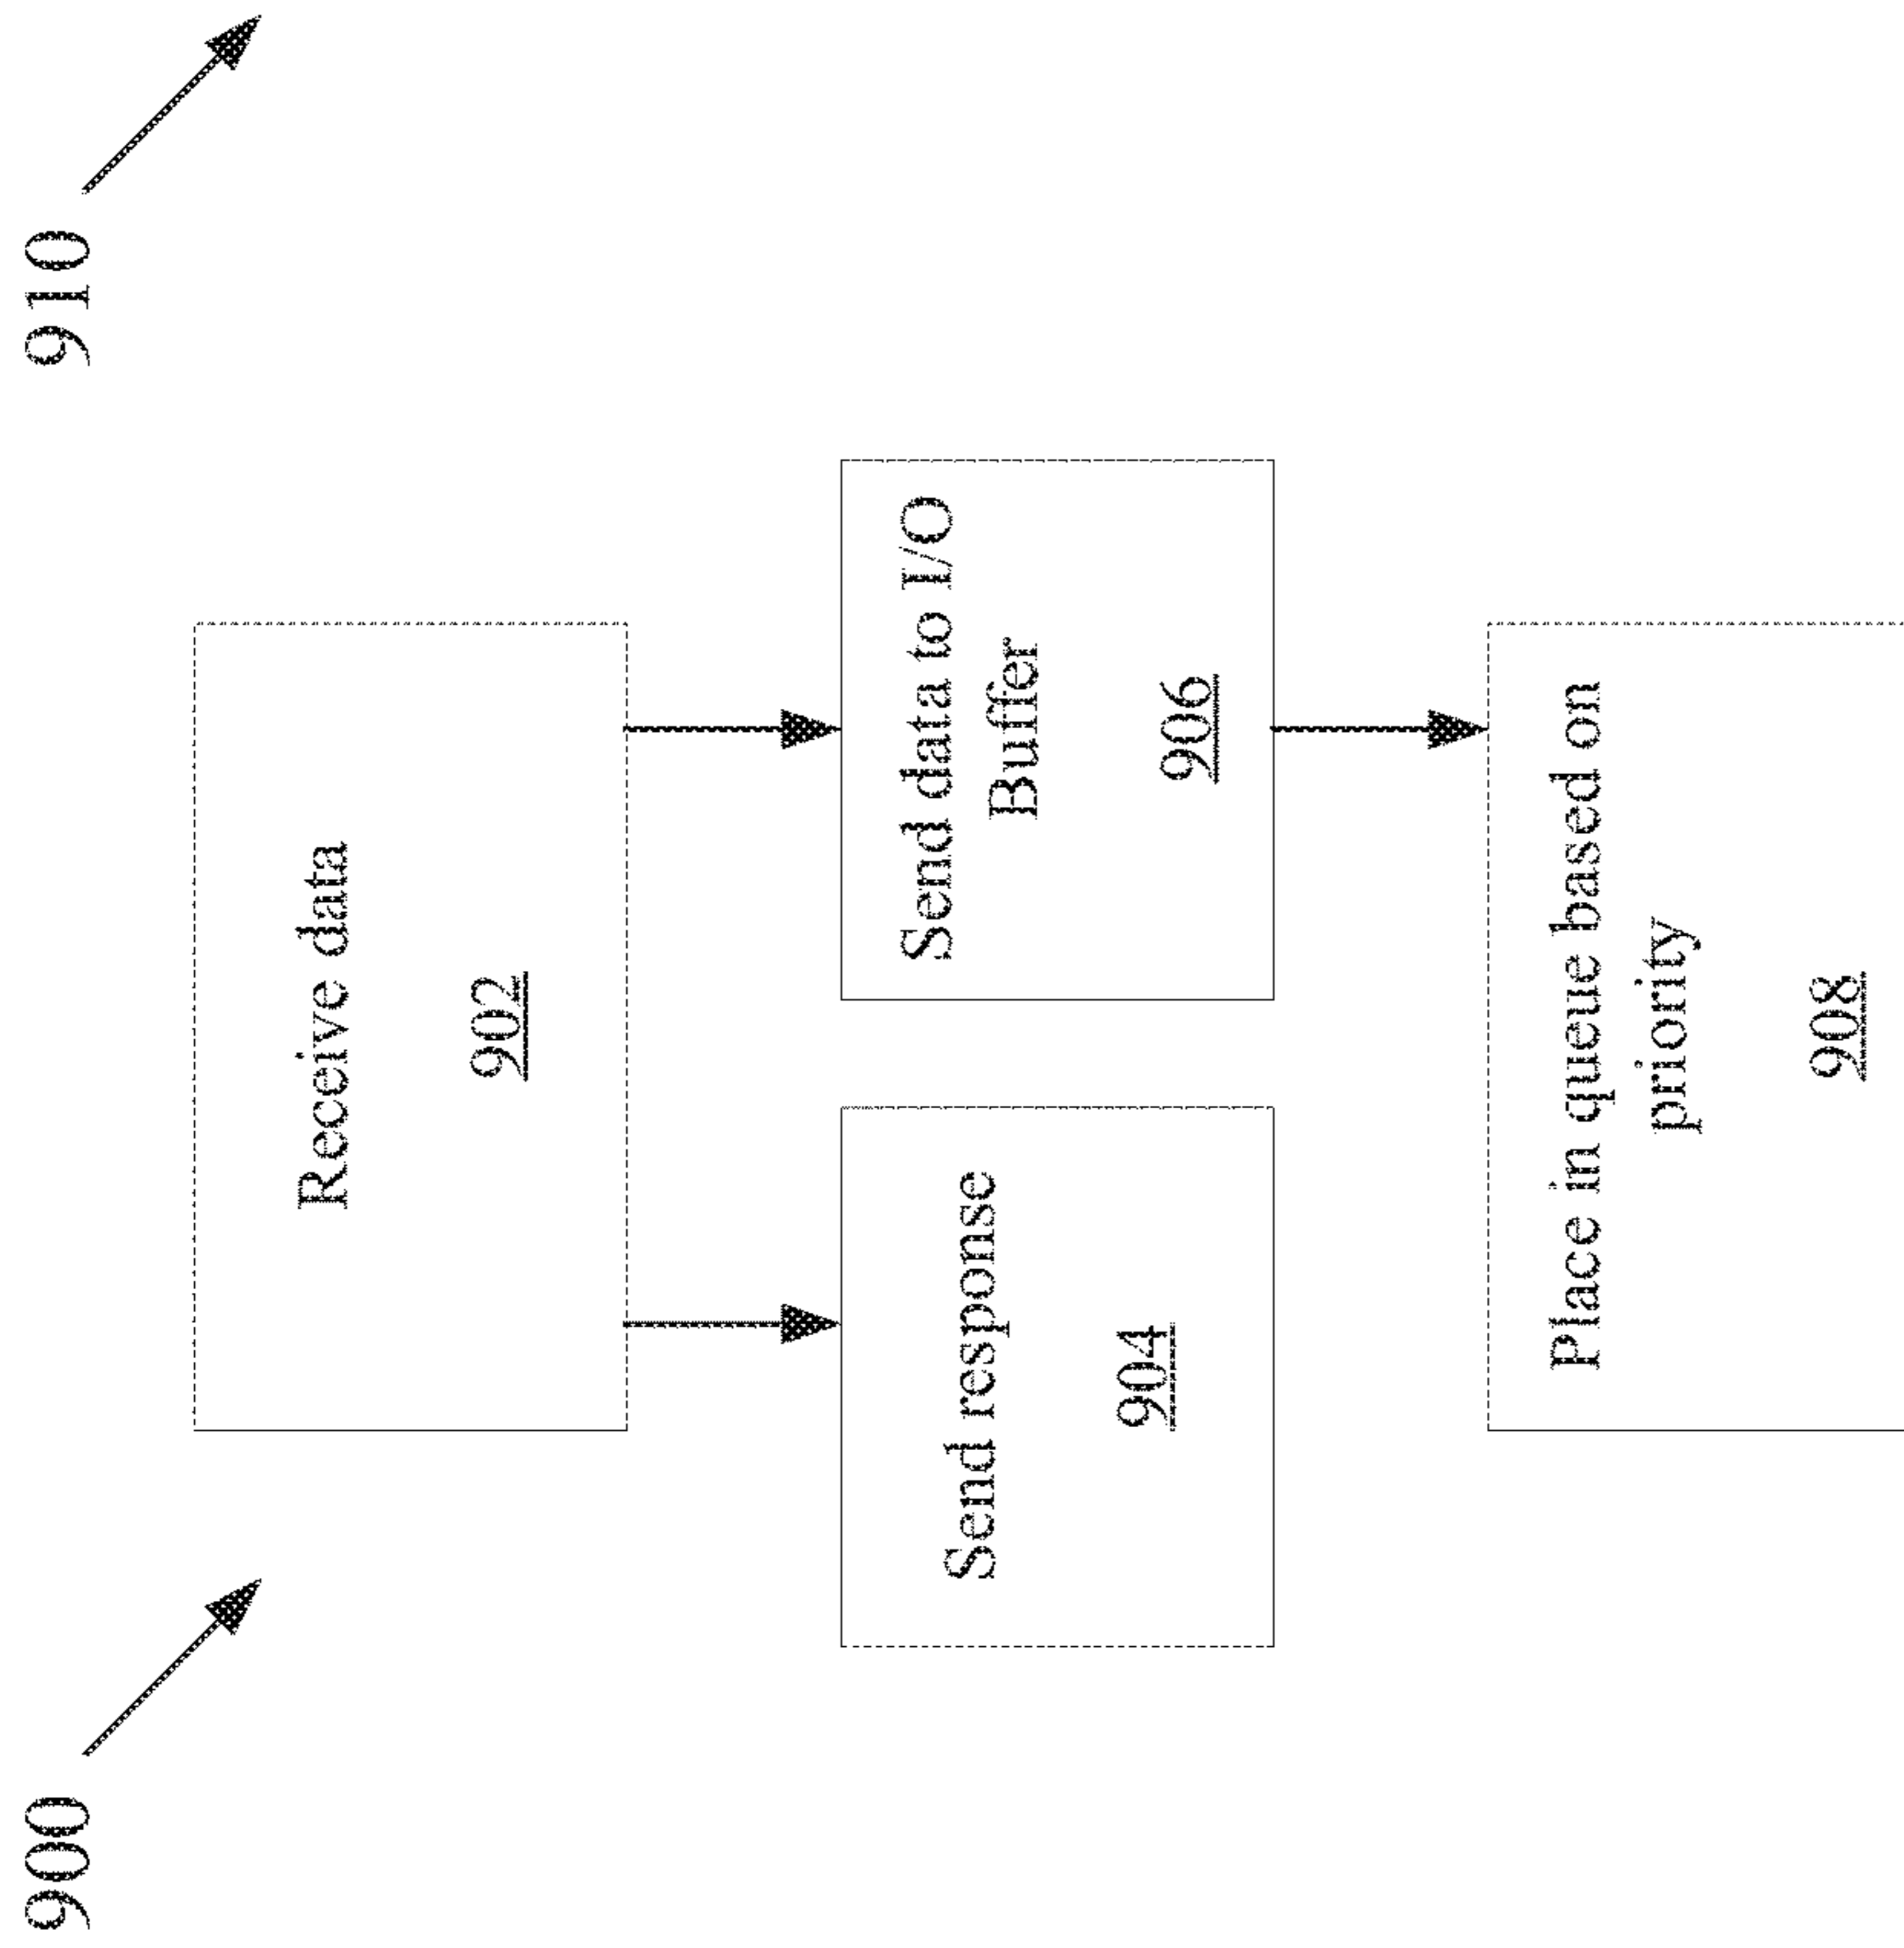 900
910
Receive data
902
Send response
904
Send data to I/O
Buffer
906
Place in queue based on
priority
908